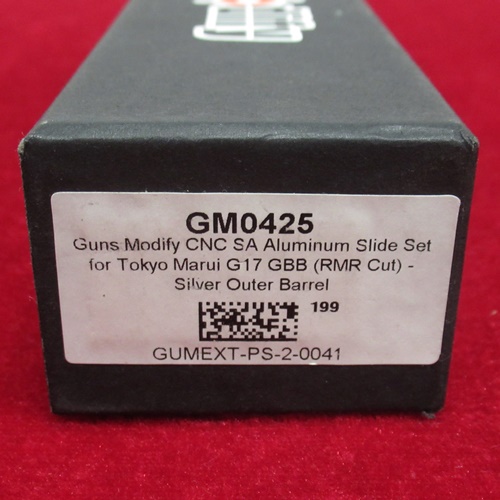 GM0425
Guns Modify CNC SA Aluminum Slide Set
for Tokyo Marui G17 GBB (RMR Cut) -
Silver Outer Barrel
199
GUMEXT-PS-2-0041